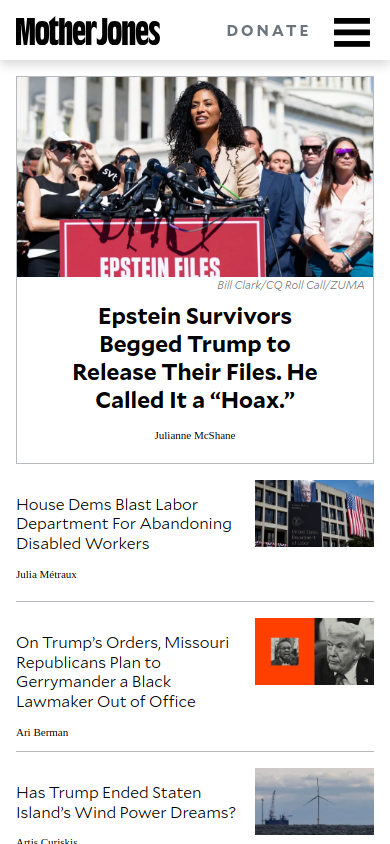 Mother Jones
DONATE
svt
EPSTEIN FILES
Bill Clark/CQ Roll Call/ZUMA
Epstein Survivors
Begged Trump to
Release Their Files. He
Called It a “Hoax.”
Julianne McShane
House Dems Blast Labor
Department For Abandoning
Disabled Workers
Julia Métraux
On Trump’s Orders, Missouri
Republicans Plan to
Gerrymander a Black
Lawmaker Out of Office
Ari Berman
Has Trump Ended Staten
Island’s Wind Power Dreams?
Artis Curiskis